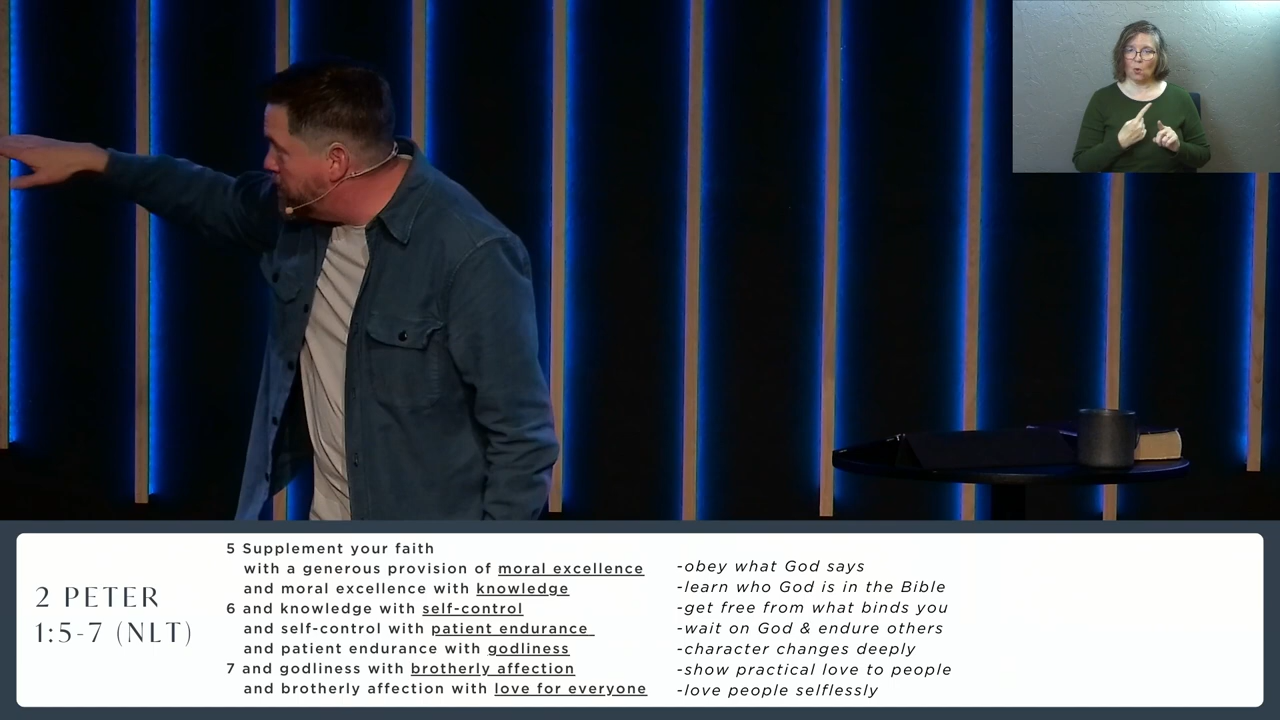 2 PETER
1:5-7 (NLT)
5 Supplement your faith
with a generous provision of moral excellence
and moral excellence with knowledge
6 and knowledge with self-control
and self-control with patient endurance
and patient endurance with godliness
7 and godliness with brotherly affection
and brotherly affection with love for everyone
-obey what God says
-learn who God is in the Bible
-get free from what binds you
-wait on God & endure others
-character changes deeply
-show practical love to people
-love people selflessly